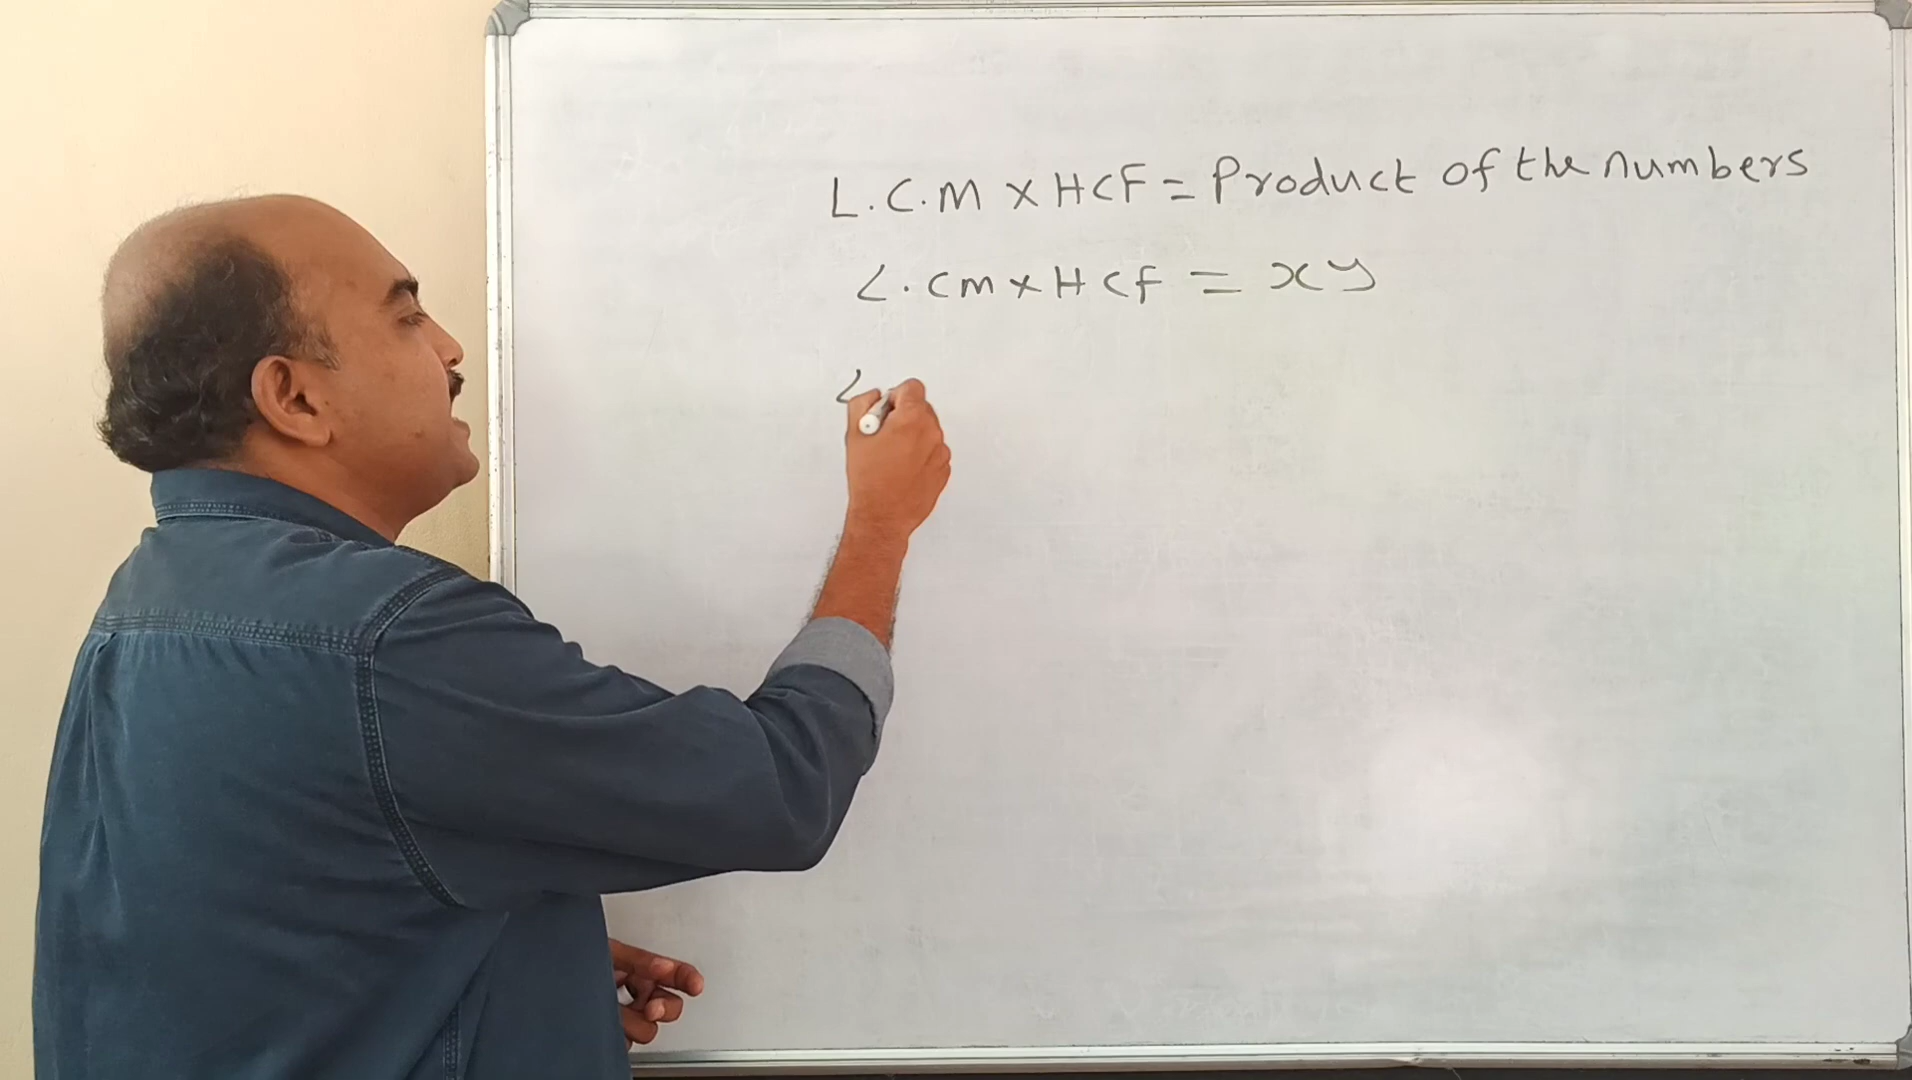 L.C.M X HCF = Product of the numbers
L.CM X HCF = xy
L